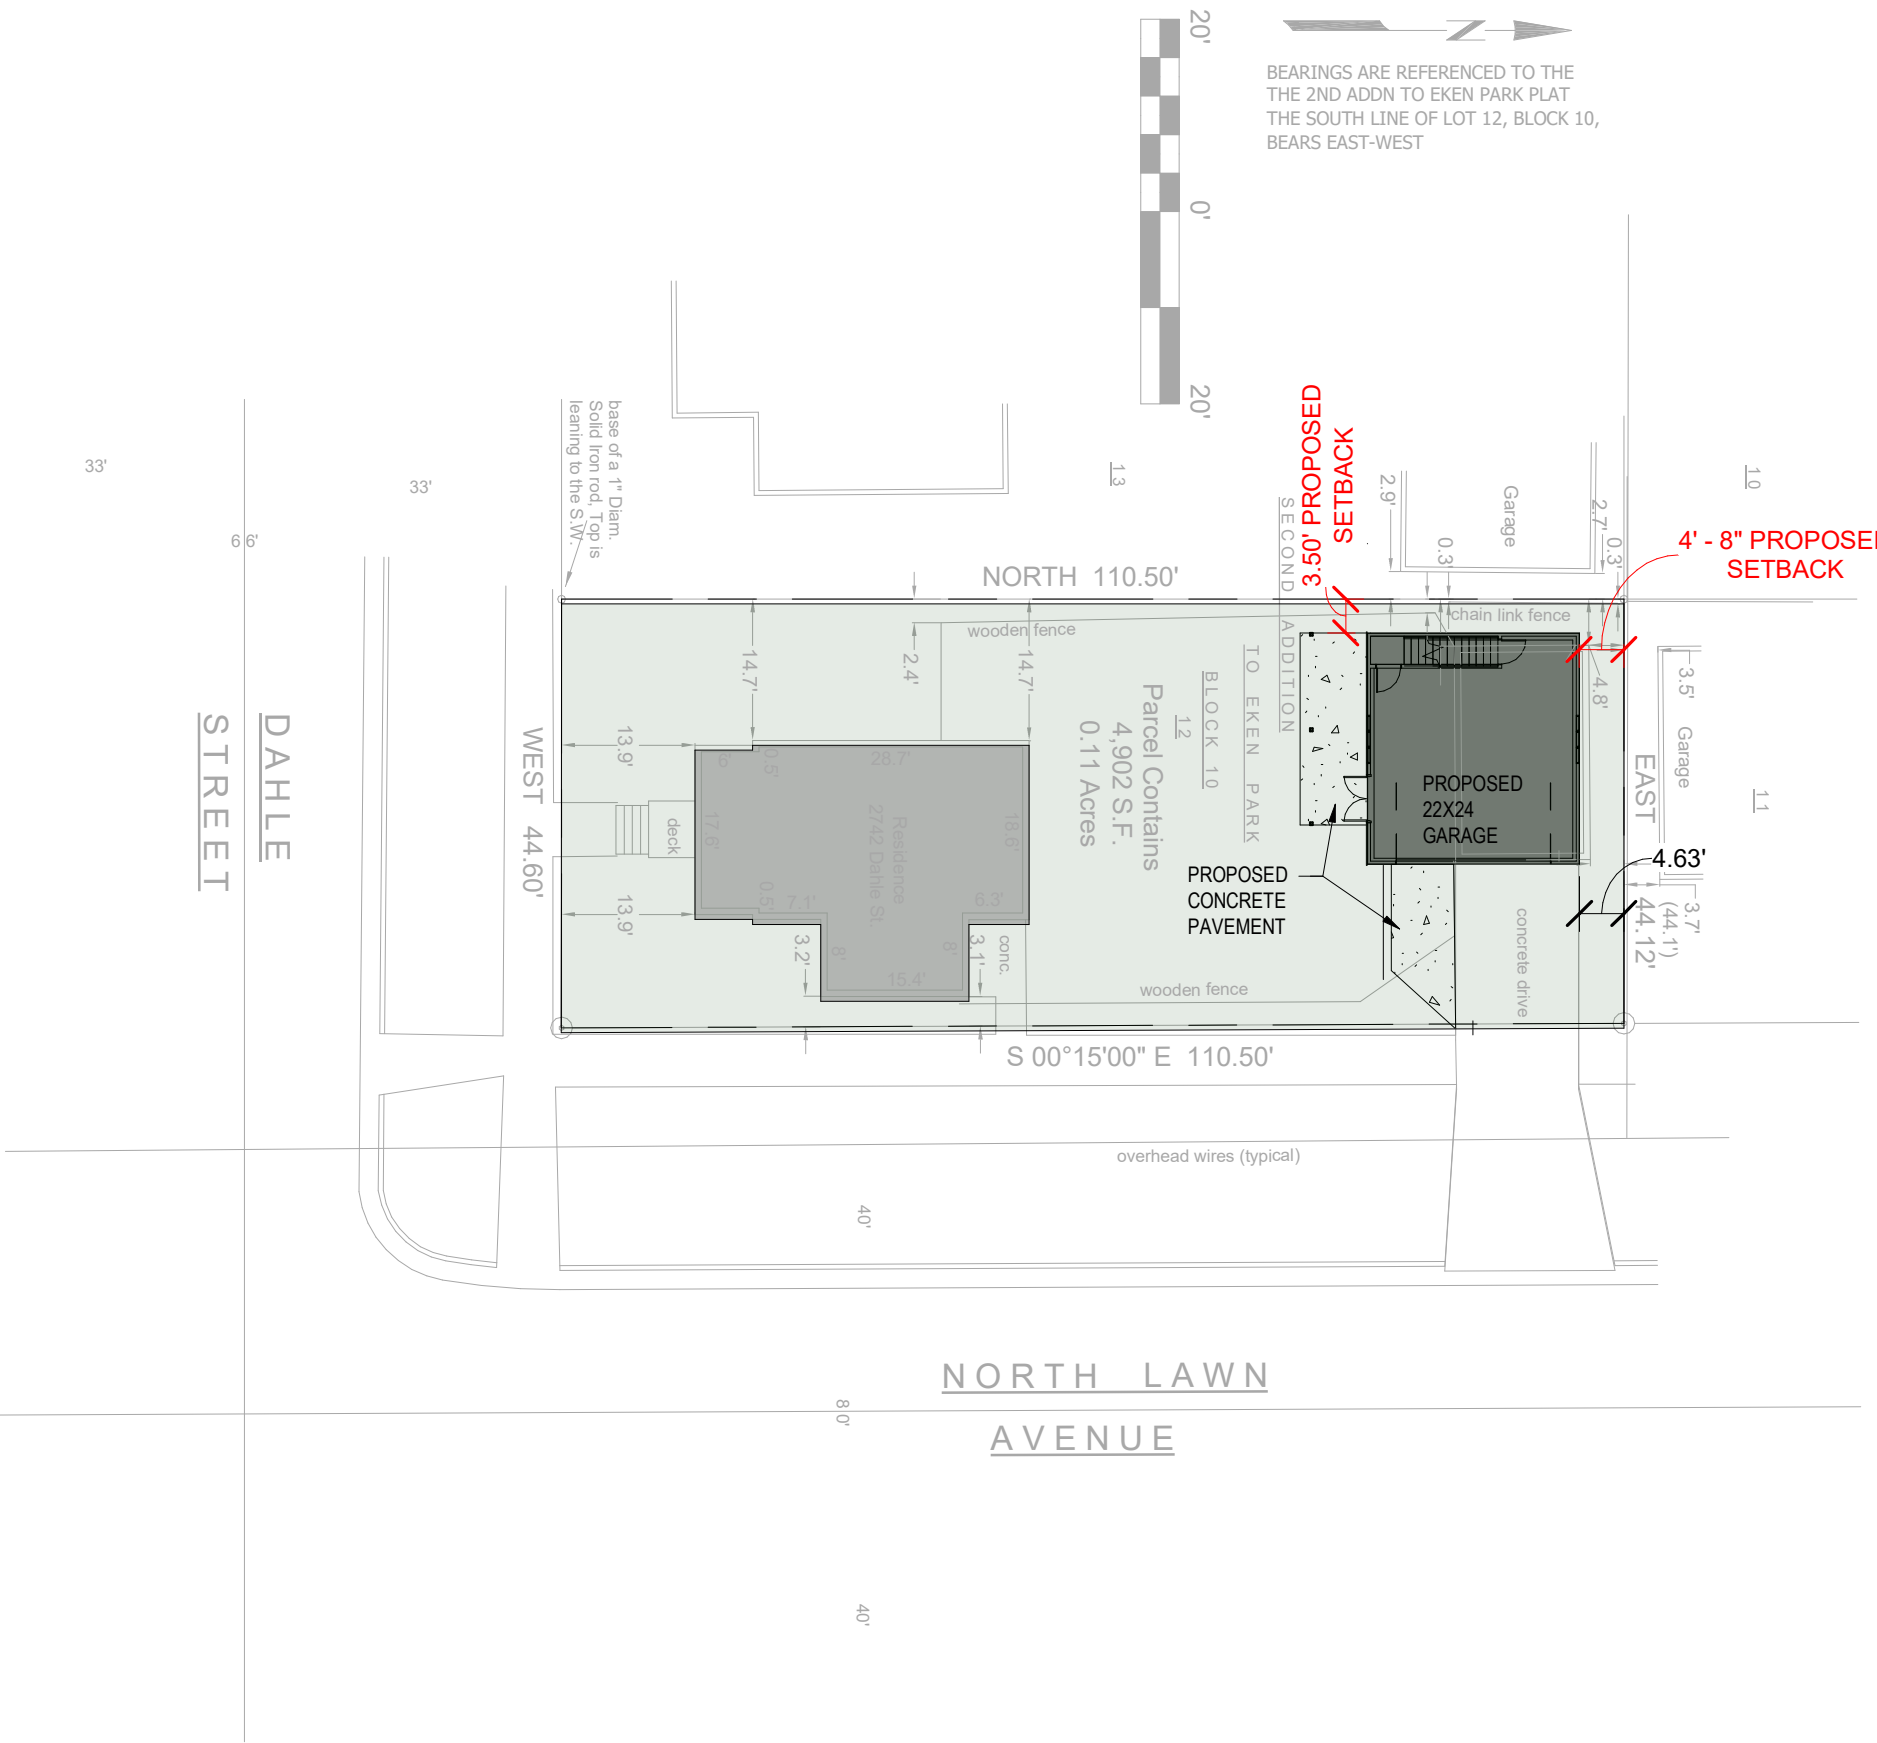 20'
0'
20'
BEARINGS ARE REFERENCED TO THE
THE 2ND ADDN TO EKEN PARK PLAT
THE SOUTH LINE OF LOT 12, BLOCK 10,
BEARS EAST-WEST
N
33'
33'
66'
base of a 1" Diam.
Solid Iron rod, Top is
leaning to the S.W.
13
3.50' PROPOSED
SETBACK
2.9'
Garage
2.7'
0.3'
0.3'
10
4' - 8" PROPOSED
SETBACK
NORTH 110.50'
SECOND ADDITION
TO EKEN PARK
BLOCK 10
12
Parcel Contains
4,902 S.F.
0.11 Acres
wooden fence
chain link fence
14.7'
2.4'
14.7'
4.8'
3.5'
Garage
11
DAHLE
STREET
WEST 44.60'
13.9'
13.9'
deck
6'
0.5'
28.7'
17.6'
18.6'
Residence
2742 Dahle St.
0.5'
7.1'
6.3'
8'
8'
15.4'
3.2'
3.1'
conc.
PROPOSED
22X24
GARAGE
EAST
44.12'
(44.1')
3.7'
4.63'
PROPOSED
CONCRETE
PAVEMENT
concrete drive
wooden fence
S 00°15'00" E 110.50'
overhead wires (typical)
40'
NORTH LAWN
AVENUE
80'
40'